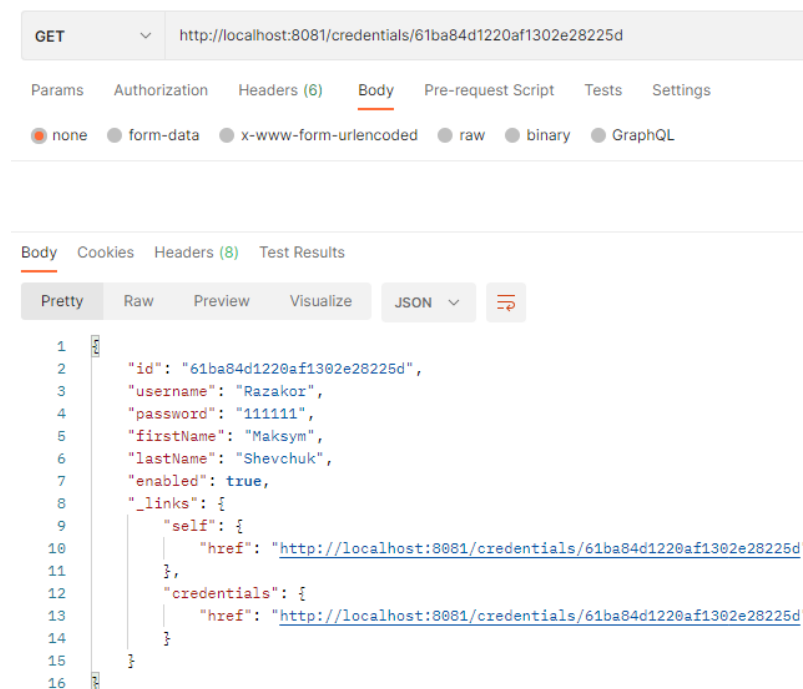 GET http://localhost:8081/credentials/61ba84d1220af1302e28225d
Params Authorization Headers (6) Body Pre-request Script Tests Settings
none form-data x-www-form-urlencoded raw binary GraphQL
Body Cookies Headers (8) Test Results
Pretty Raw Preview Visualize JSON
1 {
2 "id": "61ba84d1220af1302e28225d",
3 "username": "Razakor",
4 "password": "111111",
5 "firstName": "Maksym",
6 "lastName": "Shevchuk",
7 "enabled": true,
8 "_links": {
9 "self": {
10 "href": "http://localhost:8081/credentials/61ba84d1220af1302e28225d"
11 },
12 "credentials": {
13 "href": "http://localhost:8081/credentials/61ba84d1220af1302e28225d"
14 }
15 }
16 }